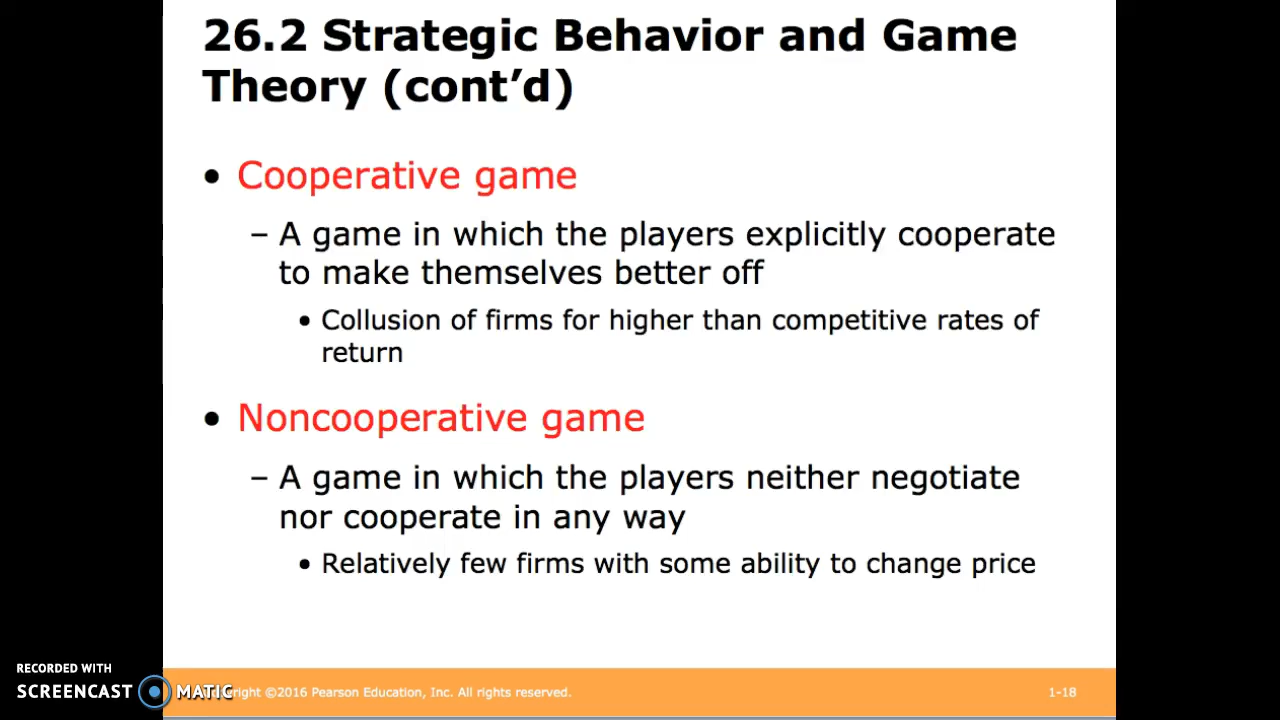 26.2 Strategic Behavior and Game
Theory (cont’d)
• Cooperative game
– A game in which the players explicitly cooperate
to make themselves better off
• Collusion of firms for higher than competitive rates of
return
• Noncooperative game
– A game in which the players neither negotiate
nor cooperate in any way
• Relatively few firms with some ability to change price
RECORDED WITH
SCREENCAST MATIC
©2016 Pearson Education, Inc. All rights reserved.
1-18